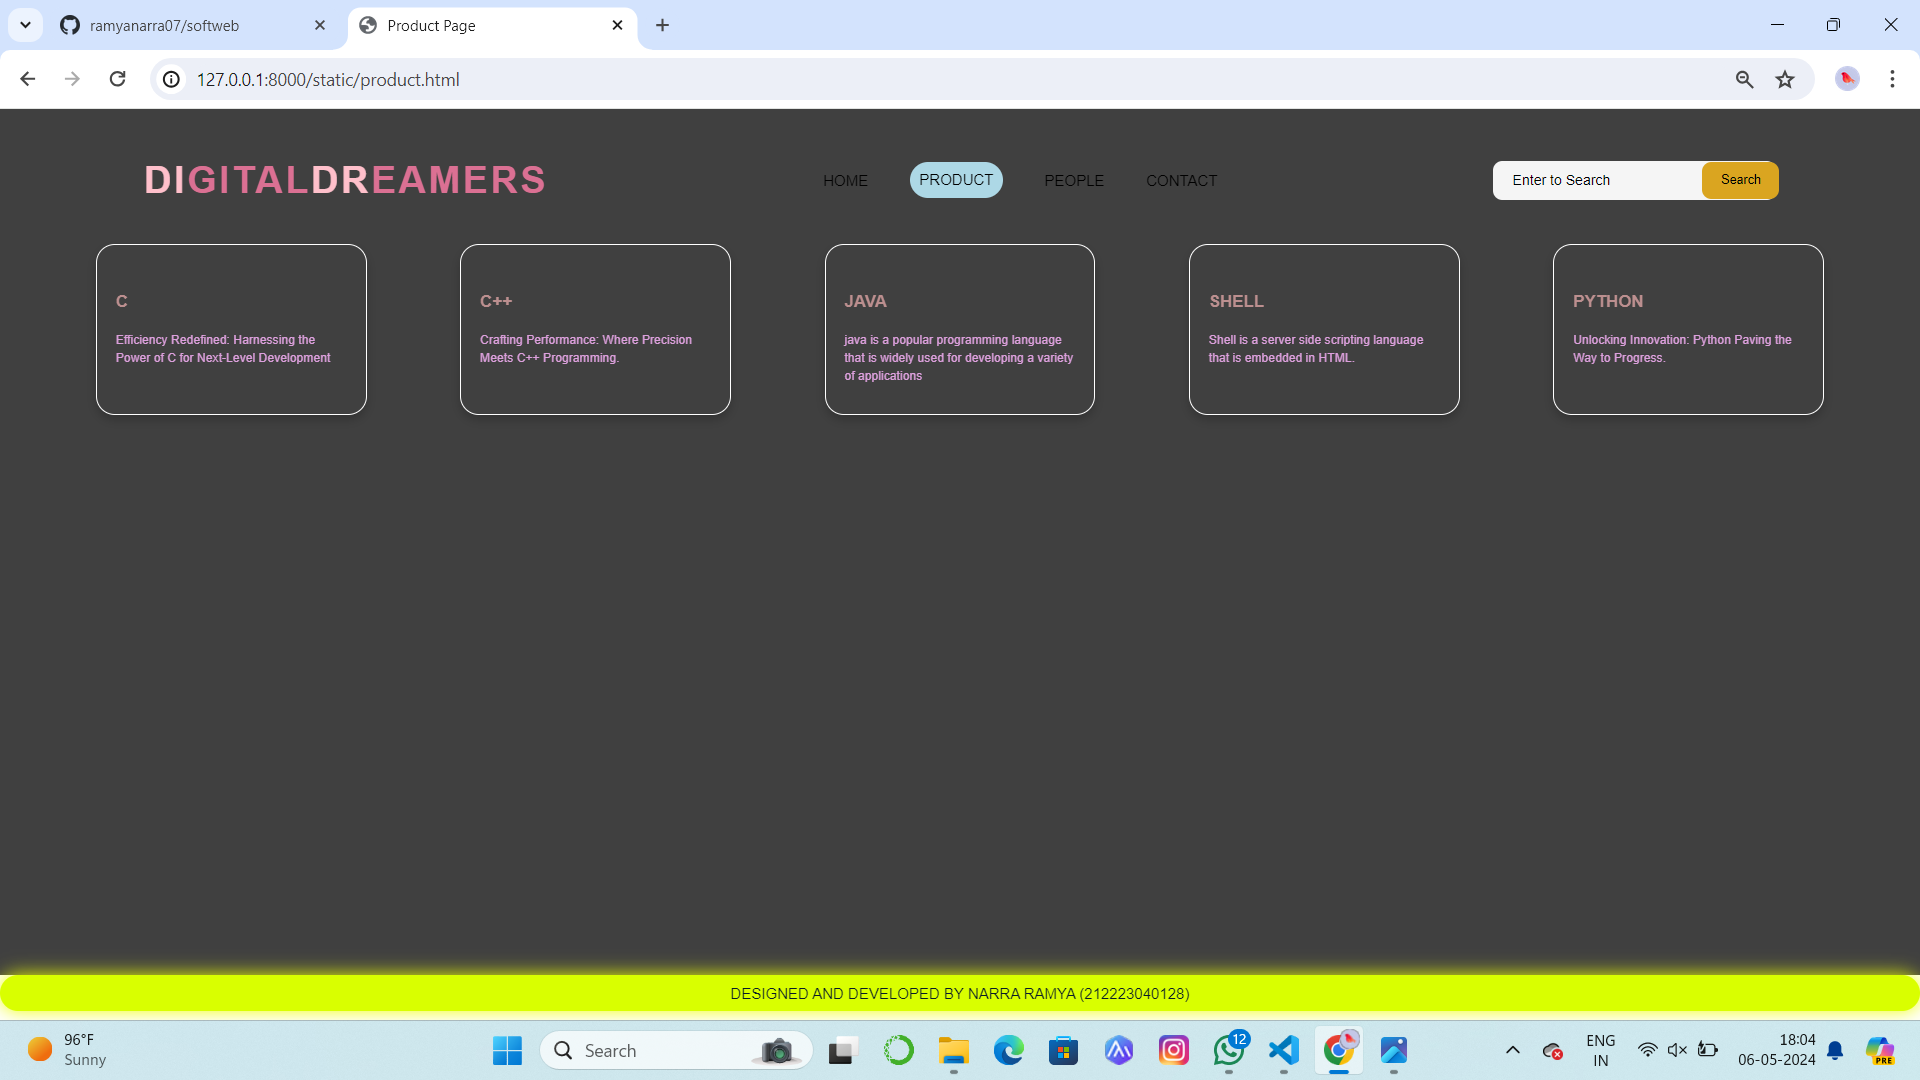 ramyanarra07/softweb
Product Page
127.0.0.1:8000/static/product.html
DIGITALDREAMERS
HOME
PRODUCT
PEOPLE
CONTACT
Enter to Search
Search
C
Efficiency Redefined: Harnessing the
Power of C for Next-Level Development
C++
Crafting Performance: Where Precision
Meets C++ Programming.
JAVA
java is a popular programming language
that is widely used for developing a variety
of applications
SHELL
Shell is a server side scripting language
that is embedded in HTML.
PYTHON
Unlocking Innovation: Python Paving the
Way to Progress.
DESIGNED AND DEVELOPED BY NARRA RAMYA (212223040128)
96°F
Sunny
Search
12
ENG
IN
18:04
06-05-2024
PRE